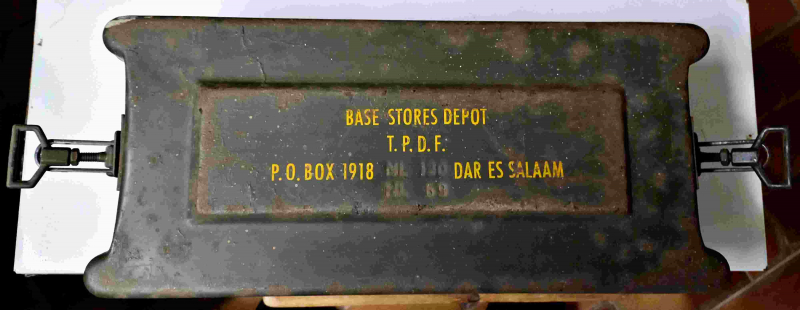 BASE STORES DEPOT
T.P.D.F.
P.O. BOX 1918 DAR ES SALAAM